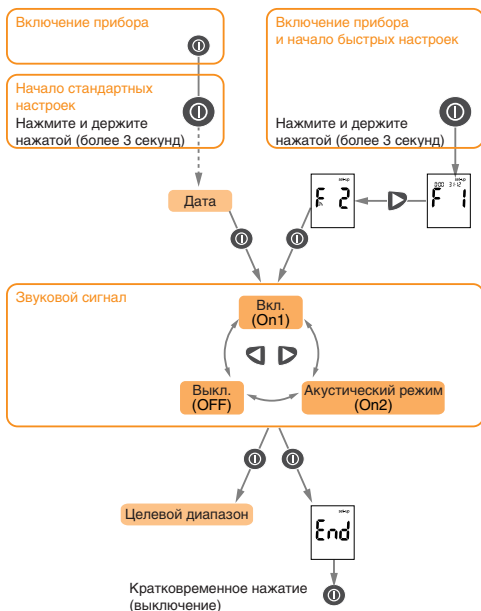 Включение прибора
Начало стандартных
настроек
Нажмите и держите
нажатой (более 3 секунд)
Включение прибора
и начало быстрых настроек
Нажмите и держите
нажатой (более 3 секунд)
Дата
F 2
F 1
Звуковой сигнал
Вкл.
(On1)
Выкл.
(OFF)
Акустический режим
(On2)
Целевой диапазон
End
Кратковременное нажатие
(выключение)